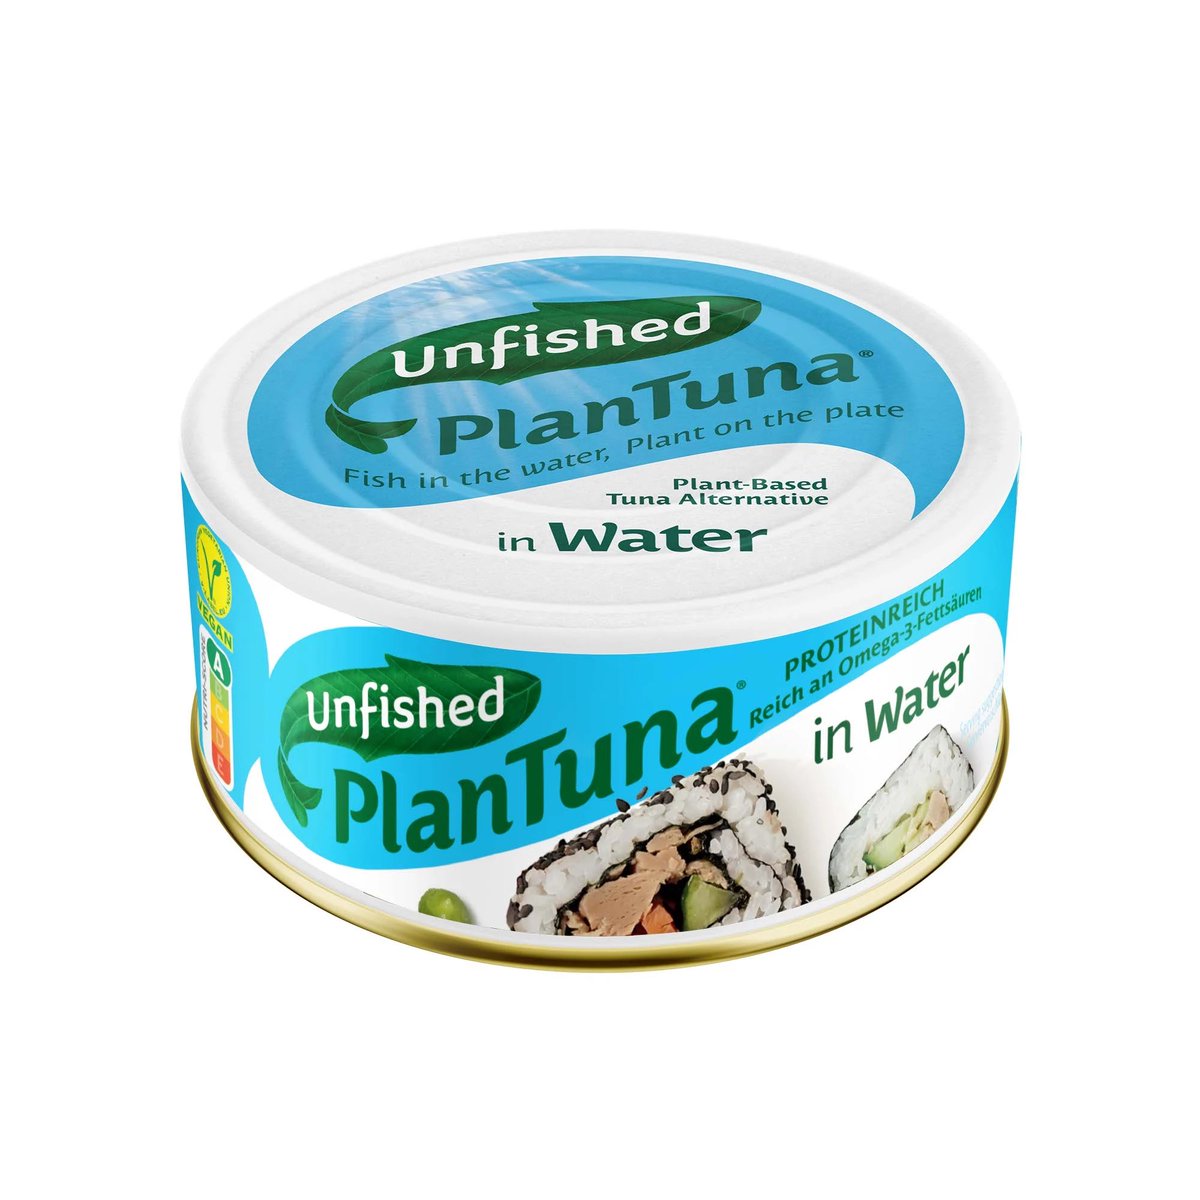 Unfished
PlanTuna®
Fish in the water, Plant on the plate
Plant-Based
Tuna Alternative
in Water
VEGAN
NUTRI-SCORE
A
B
C
D
E
Unfished
PlanTuna®
PROTEINREICH
Reich an Omega-3-Fettsäuren
in Water